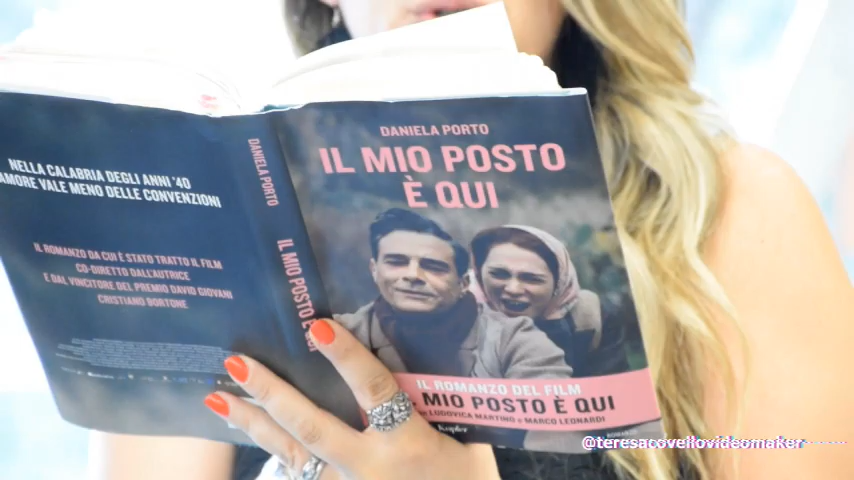 NELLA CALABRIA DEGLI ANNI '40
AMORE VALE MENO DELLE CONVENZIONI
IL ROMANZO DA CUI È STATO TRATTO IL FILM
CO-DIRETTO DALL'AUTRICE
E DAL VINCITORE DEL PREMIO DAVID GIOVANI
CRISTIANO BORTONE
DANIELA PORTO
IL MIO POSTO È QUI
DANIELA PORTO
IL MIO POSTO
È QUI
IL ROMANZO DEL FILM
MIO POSTO È QUI
LUDOVICA MARTINO e MARCO LEONARDI
Kepler
ROMANZO
@teresacovellovideomaker